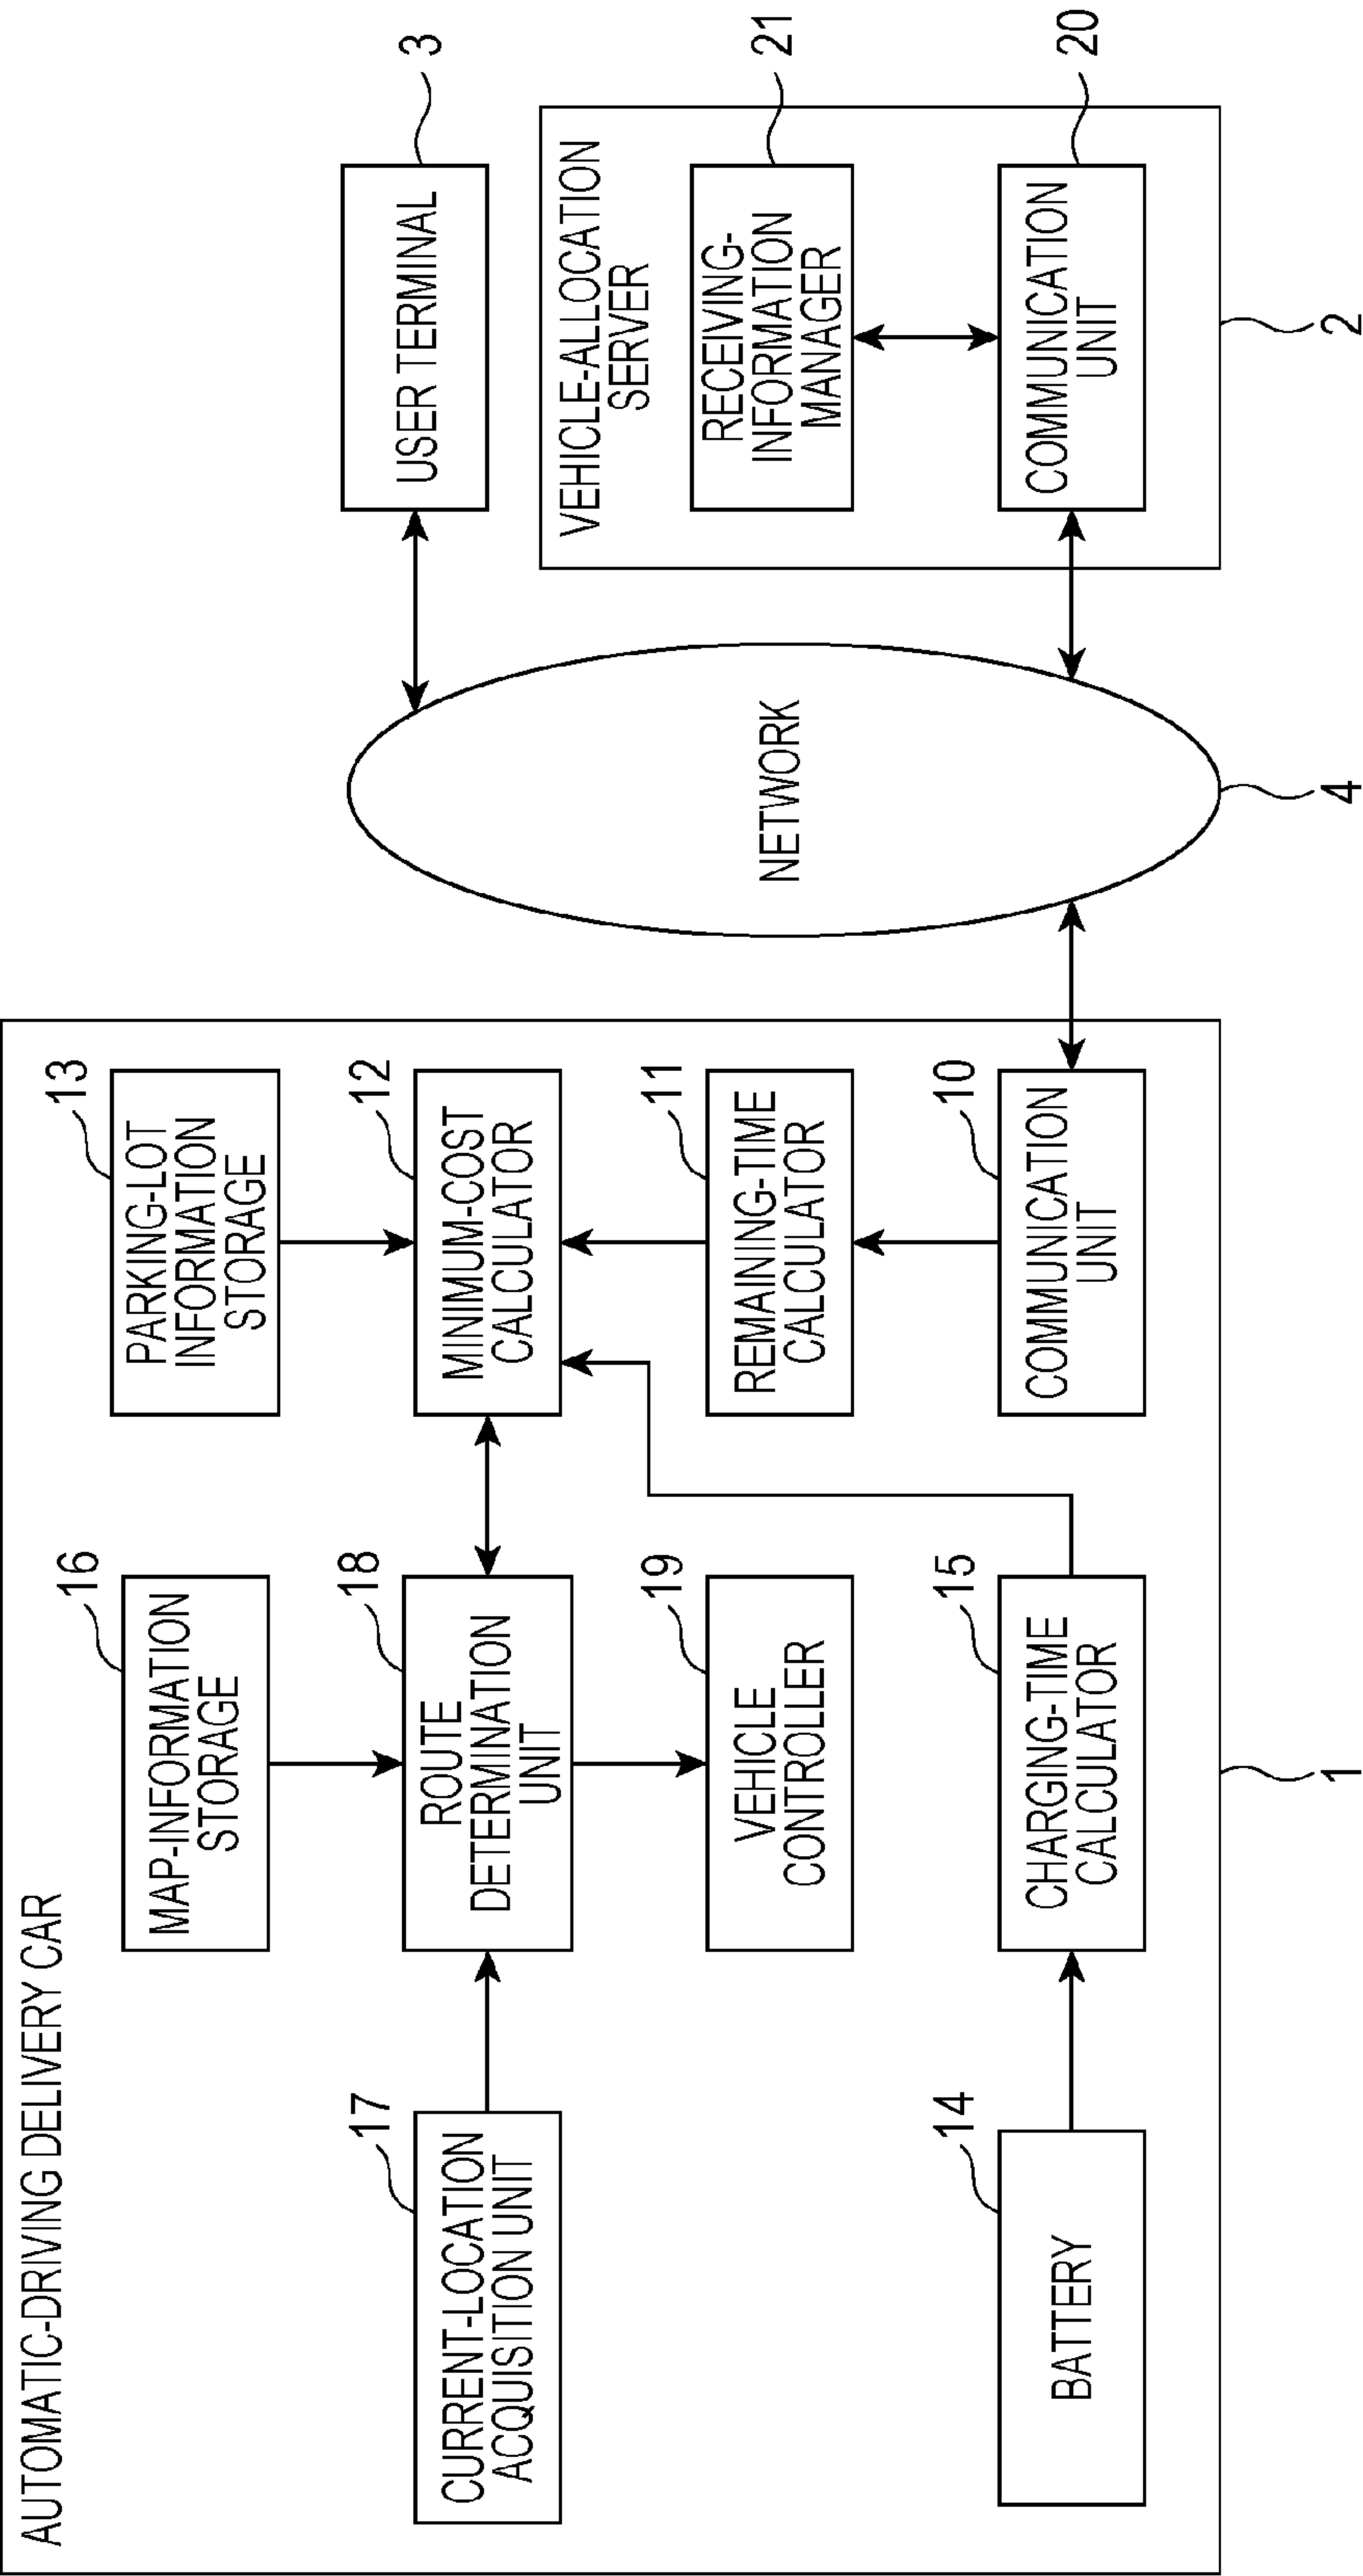 AUTOMATIC-DRIVING DELIVERY CAR
16
MAP-INFORMATION
STORAGE
13
PARKING-LOT
INFORMATION
STORAGE
17
CURRENT-LOCATION
ACQUISITION UNIT
18
ROUTE
DETERMINATION
UNIT
12
MINIMUM-COST
CALCULATOR
19
VEHICLE
CONTROLLER
11
REMAINING-TIME
CALCULATOR
14
BATTERY
15
CHARGING-TIME
CALCULATOR
10
COMMUNICATION
UNIT
1
NETWORK
4
3
USER TERMINAL
VEHICLE-ALLOCATION
SERVER
21
RECEIVING-
INFORMATION
MANAGER
20
COMMUNICATION
UNIT
2